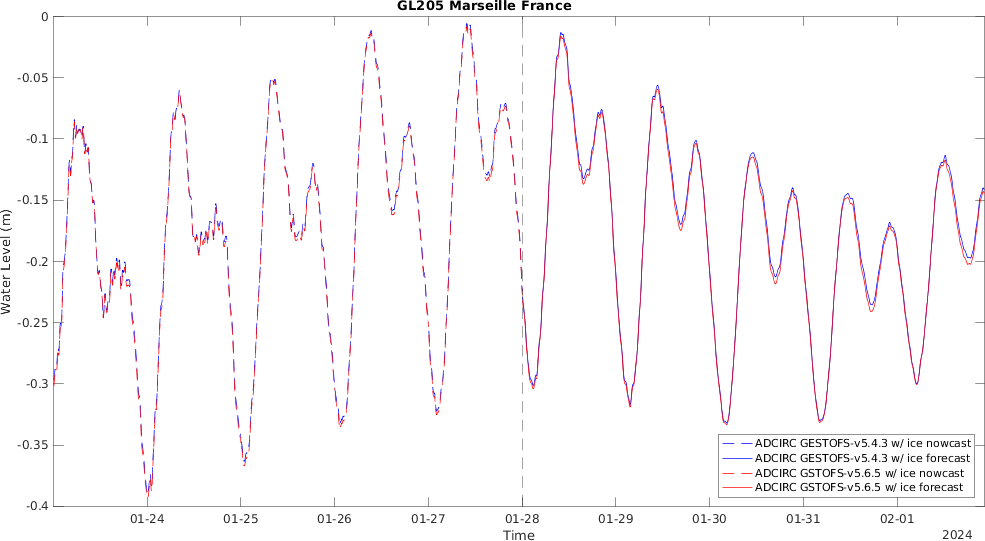 GL205 Marseille France
0
-0.05
-0.1
-0.15
-0.2
-0.25
-0.3
-0.35
-0.4
Water Level (m)
01-24 01-25 01-26 01-27 01-28 01-29 01-30 01-31 02-01
Time
2024
ADCIRC GESTOFS-v5.4.3 w/ ice nowcast
ADCIRC GESTOFS-v5.4.3 w/ ice forecast
ADCIRC GSTOFS-v5.6.5 w/ ice nowcast
ADCIRC GSTOFS-v5.6.5 w/ ice forecast